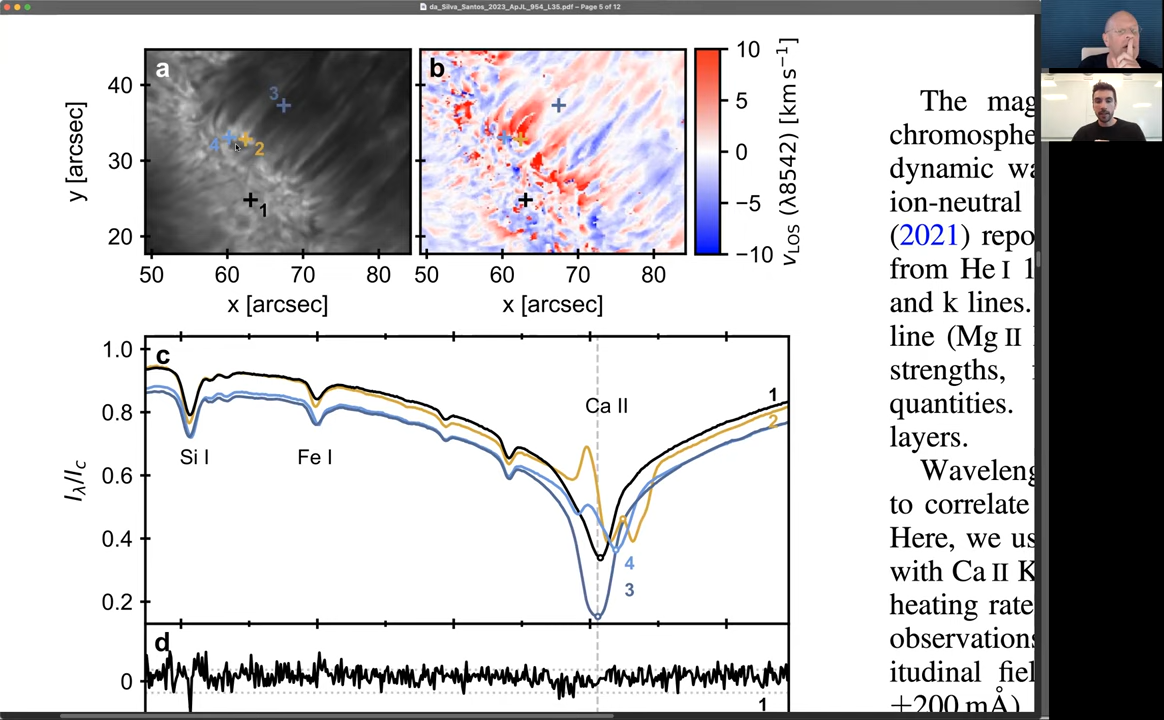 da_Silva_Santos_2023_ApJL_954_L35.pdf – Page 5 of 12
a
b
3
4
2
1
40
30
20
y [arcsec]
50
60
70
80
x [arcsec]
50
60
70
80
x [arcsec]
10
5
0
−5
−10
vLOS (λ8542) [km s−1]
c
1.0
0.8
0.6
0.4
0.2
Iλ/Ic
Si I
Fe I
Ca II
1
2
4
3
d
0
1
The mag
chromosphe
dynamic wa
ion-neutral
(2021) repo
from He I 1
and k lines.
line (Mg II
strengths,
quantities.
layers.
Waveleng
to correlate
Here, we us
with Ca II K
heating rate
observations
itudinal fiel
±200 mÅ)